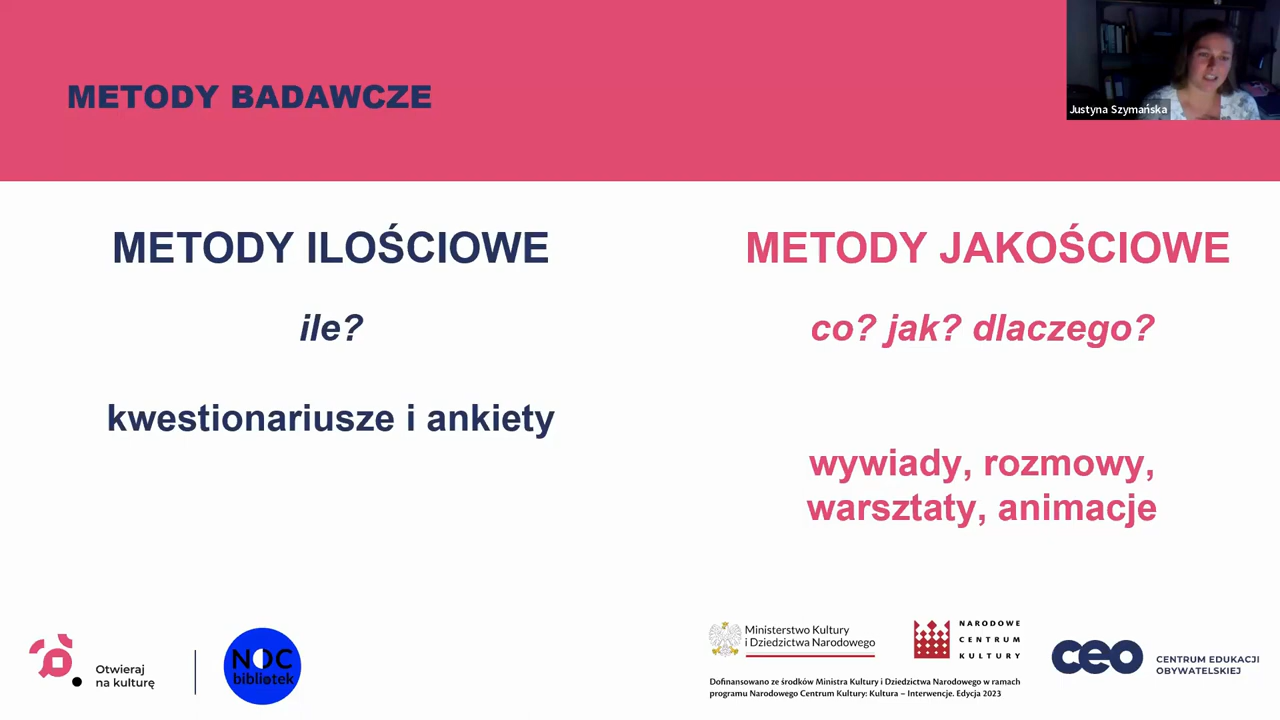 METODY BADAWCZE
Justyna Szymańska
METODY ILOŚCIOWE
ile?
kwestionariusze i ankiety
METODY JAKOŚCIOWE
co? jak? dlaczego?
wywiady, rozmowy,
warsztaty, animacje
Otwieraj
na kulturę
NOC
bibliotek
Ministerstwo Kultury
i Dziedzictwa Narodowego
NARODOWE
CENTRUM
KULTURY
Dofinansowano ze środków Ministra Kultury i Dziedzictwa Narodowego w ramach
programu Narodowego Centrum Kultury: Kultura – Interwencje. Edycja 2023
ceo
CENTRUM EDUKACJI
OBYWATELSKIEJ